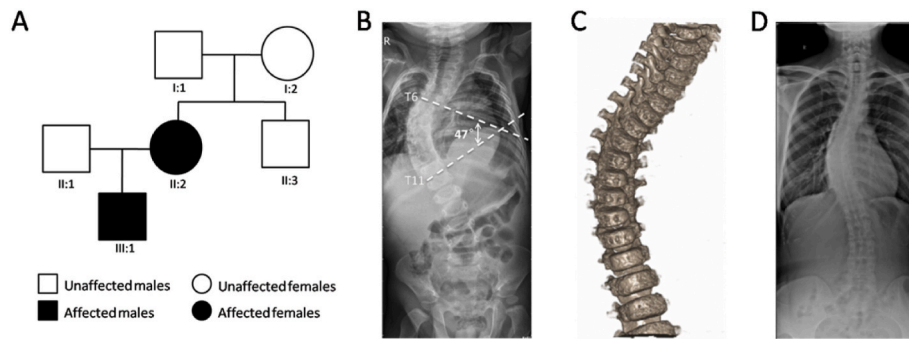 A
B
C
D
I:1
I:2
II:1
II:2
II:3
III:1
Unaffected males
Unaffected females
Affected males
Affected females
R
T6
47°
T11